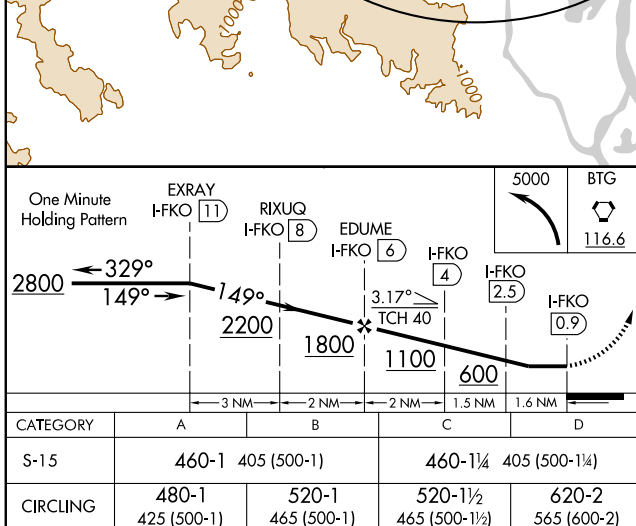 1000
1000
One Minute
Holding Pattern
EXRAY
I-FKO 11
RIXUQ
I-FKO 8
EDUME
I-FKO 6
I-FKO
4
I-FKO
2.5
I-FKO
0.9
5000
BTG
116.6
2800
329°
149°
149°
2200
1800
3.17°
TCH 40
1100
600
3 NM
2 NM
2 NM
1.5 NM
1.6 NM
CATEGORY A B C D
S-15 460-1 405 (500-1) 460-1¼ 405 (500-1¼)
CIRCLING 480-1 520-1 520-1½ 620-2
425 (500-1) 465 (500-1) 465 (500-1½) 565 (600-2)